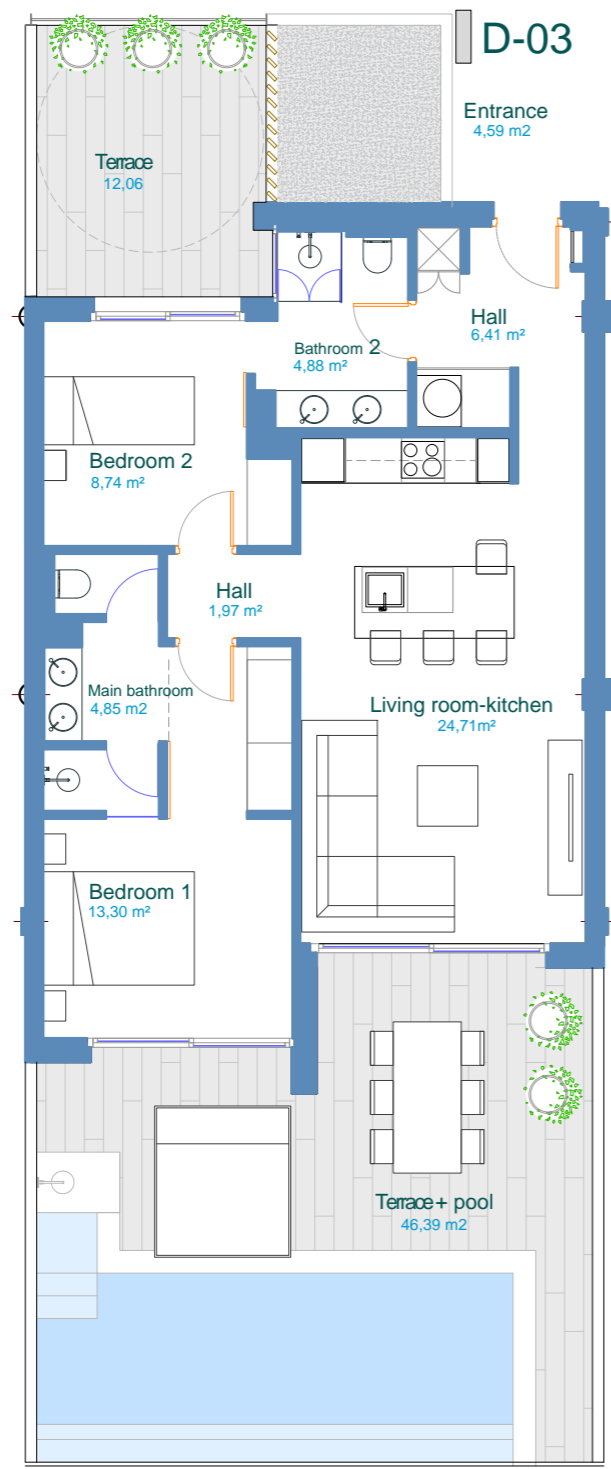 D-03
Entrance
4,59 m2
Terrace
12,06
Hall
6,41 m²
Bathroom 2
4,88 m²
Bedroom 2
8,74 m²
Hall
1,97 m²
Main bathroom
4,85 m2
Living room-kitchen
24,71m²
Bedroom 1
13,30 m²
Terrace + pool
46,39 m2